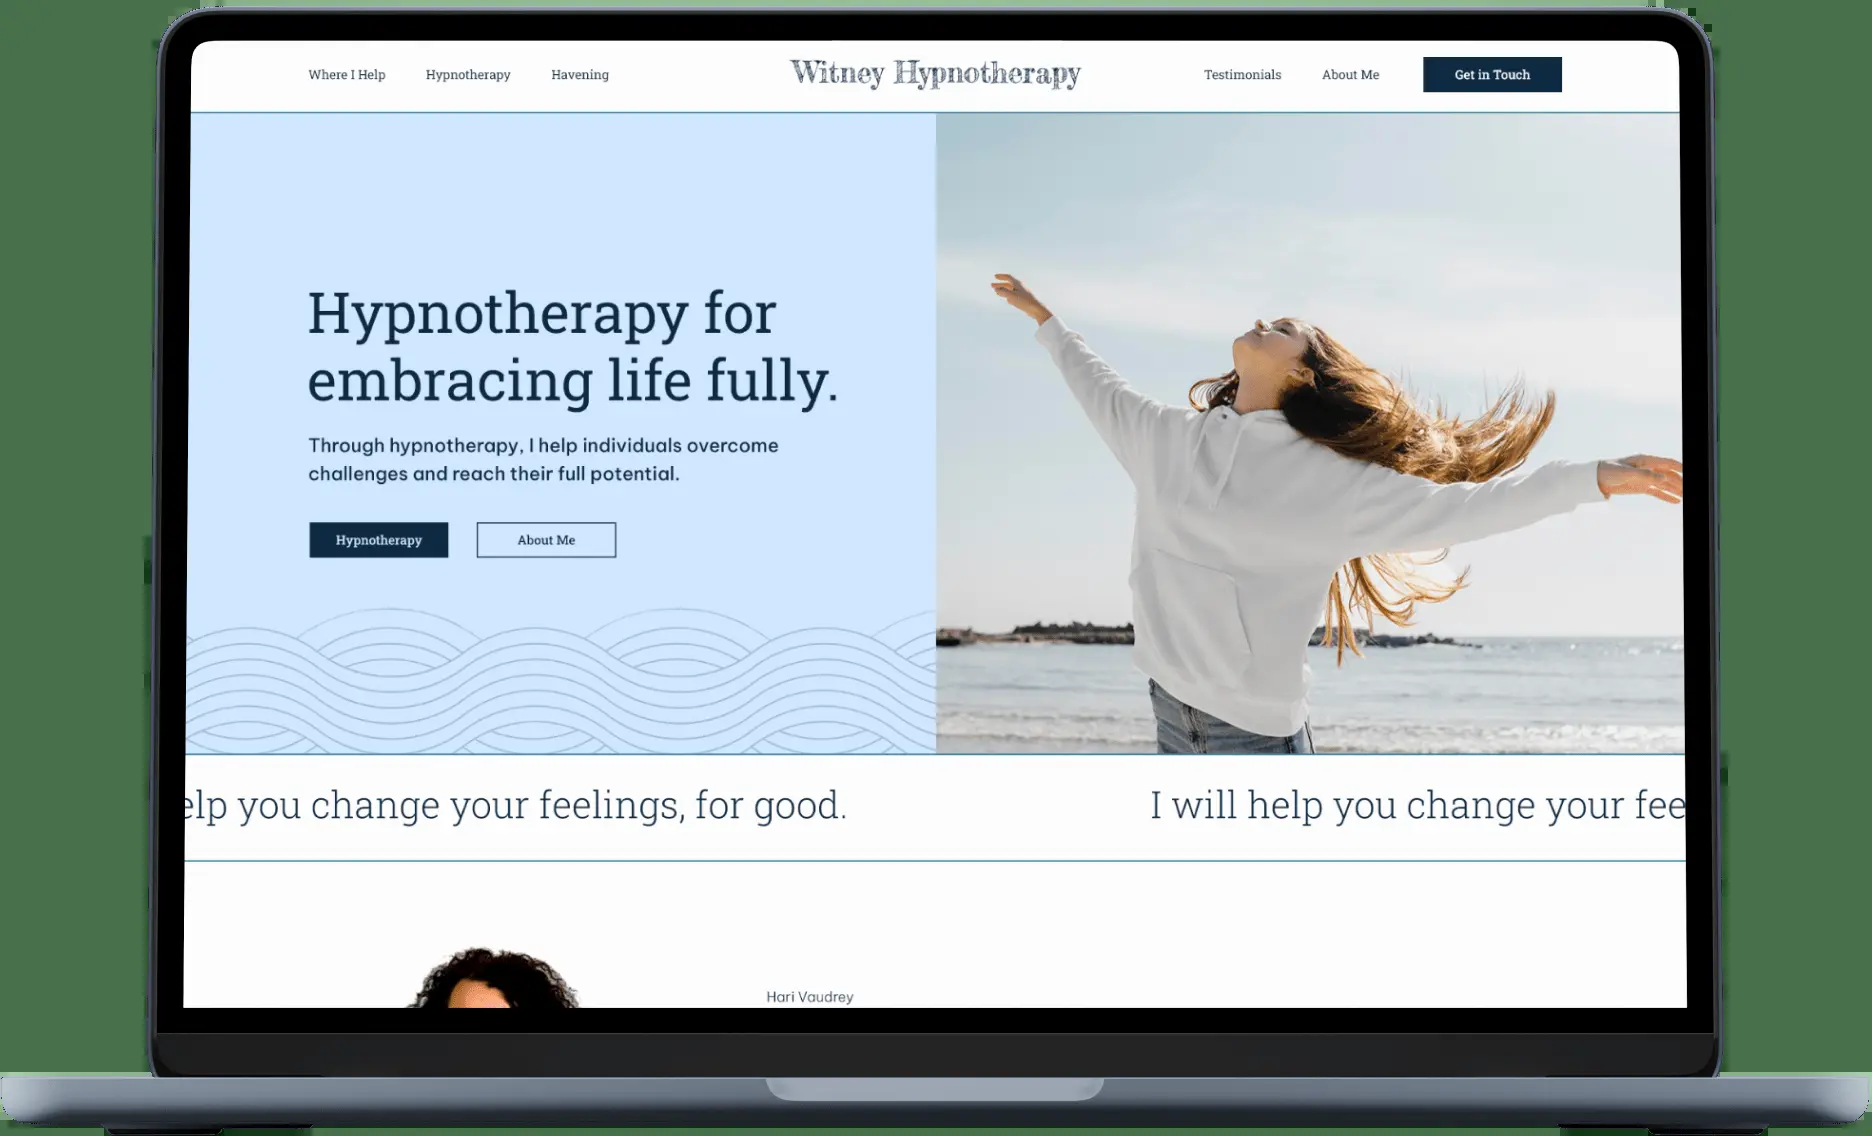 Where I Help
Hypnotherapy
Havening
Witney Hypnotherapy
Testimonials
About Me
Get in Touch
Hypnotherapy for
embracing life fully.
Through hypnotherapy, I help individuals overcome
challenges and reach their full potential.
Hypnotherapy
About Me
elp you change your feelings, for good.
I will help you change your fee
Hari Vaudrey